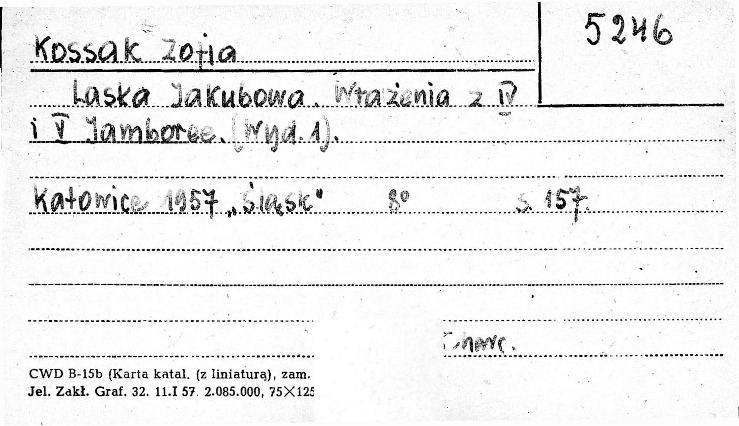 5246
Kossak Zofia
Laska Jakubowa. Wrażenia z IV
i V Jamboree. (Wyd. 1).
Katowice 1957 „Śląsk" 8° s. 157.
CWD B-15b (Karta katal. (z liniaturą), zam.
Jel. Zakł. Graf. 32. 11.I 57. 2.085.000, 75×125